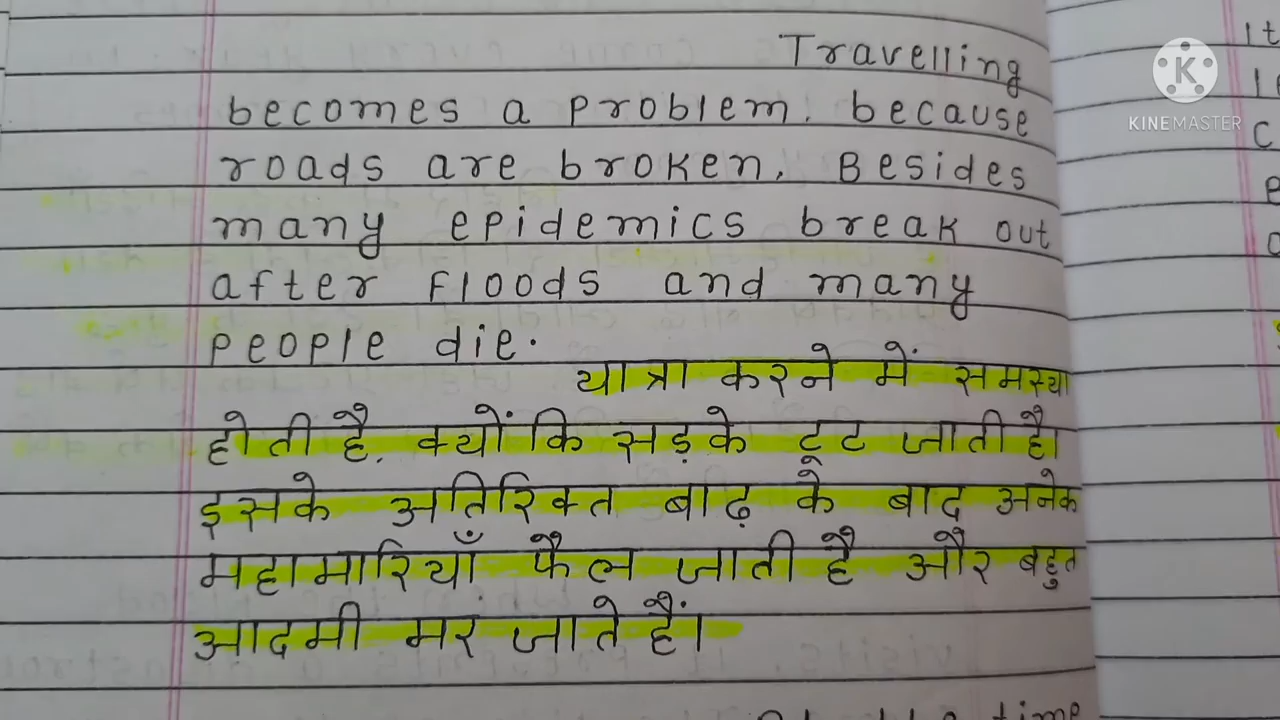 Travelling
becomes a problem. because
roads are broken. Besides
many epidemics break out
after floods and many
people die.
यात्रा करने में समस्या
होती है. क्योंकि सड़के टूट जाती है।
इसके अतिरिक्त बाढ़ के बाद अनेक
महामारियाँ फैल जाती है और बहुत
आदमी मर जाते हैं।
time
K
KINEMASTER